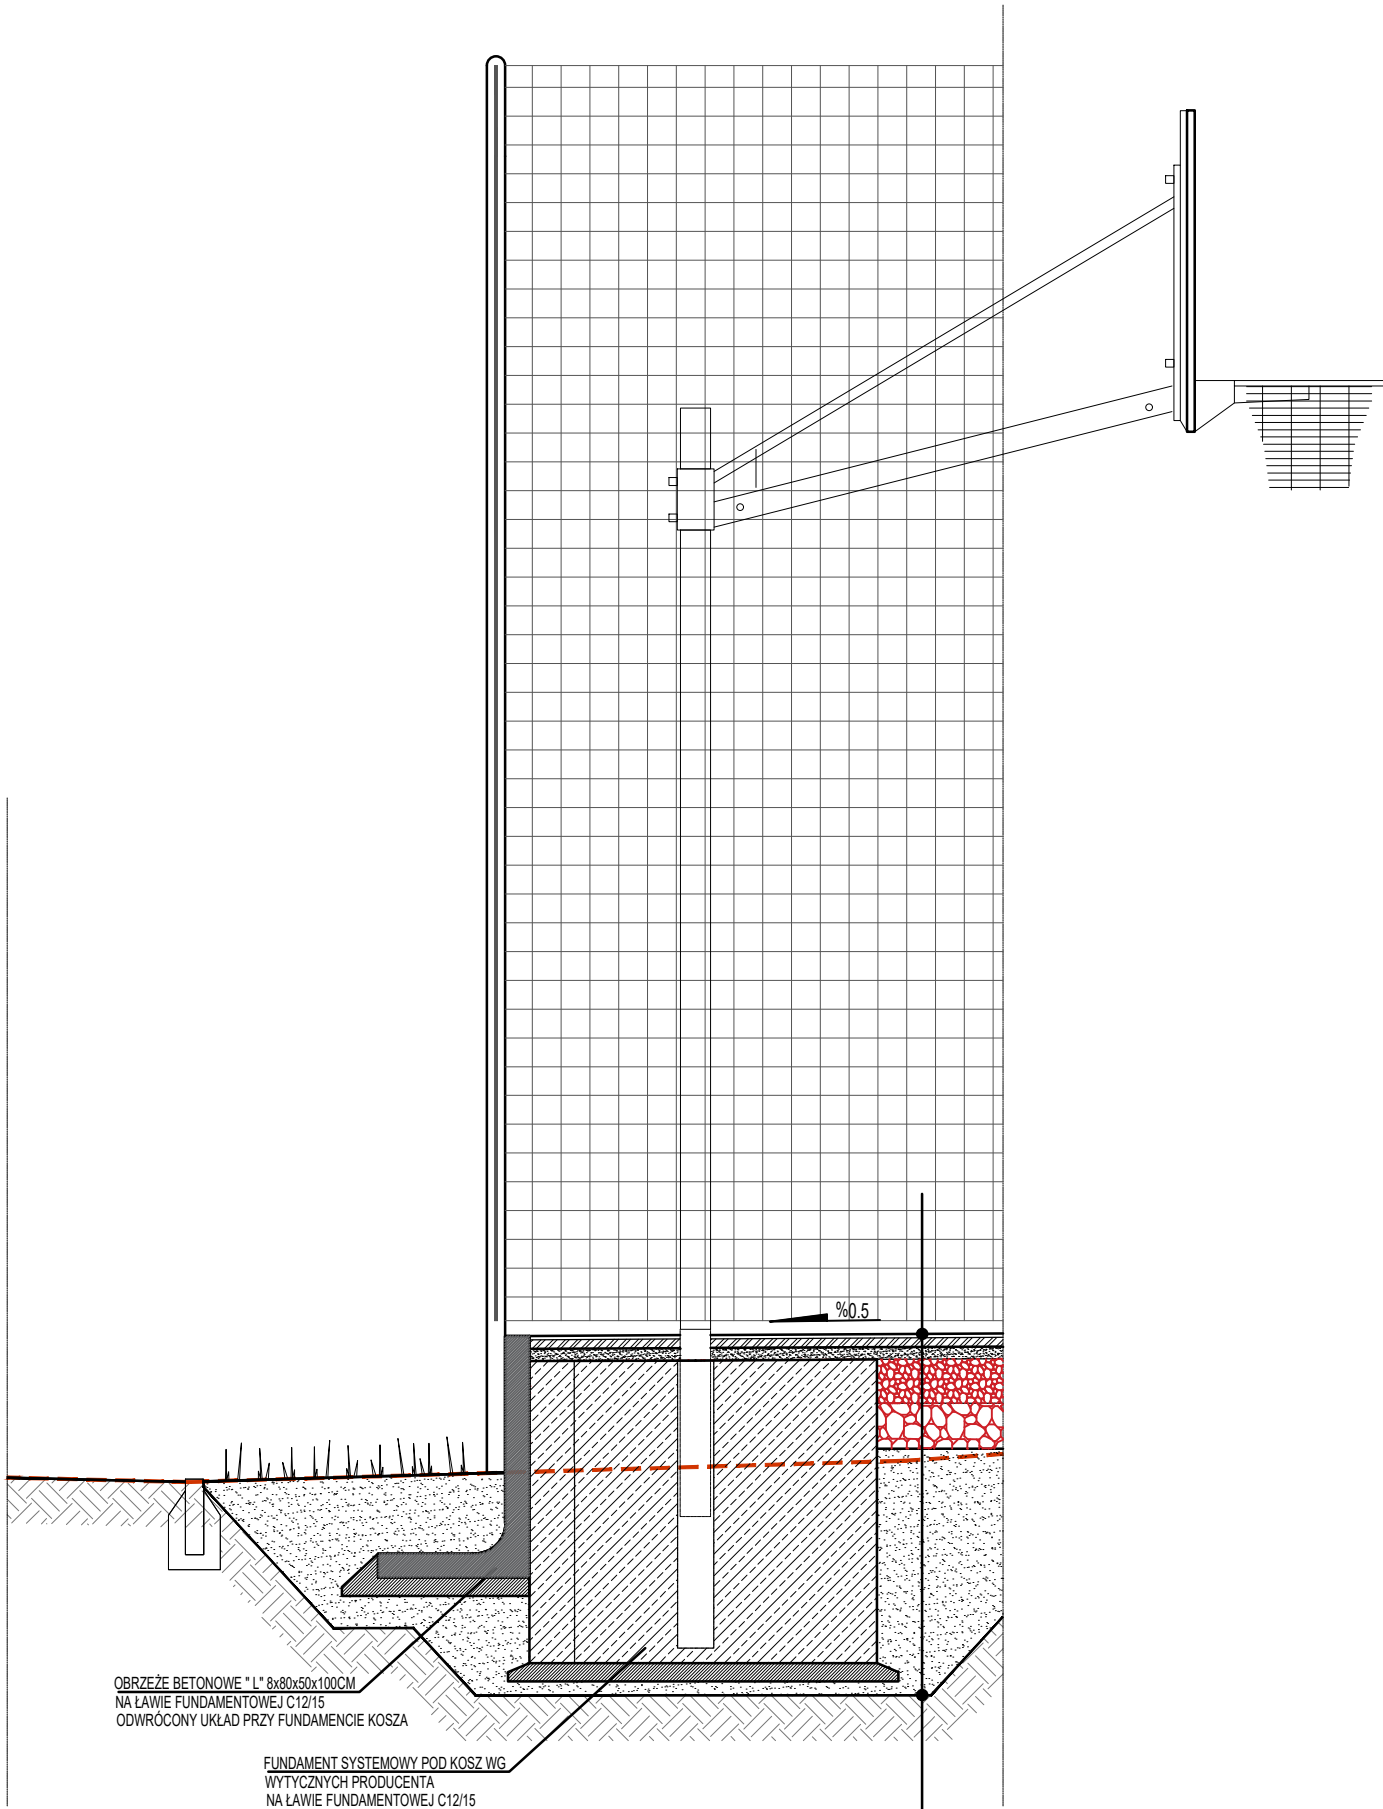 %0.5
OBRZEŻE BETONOWE " L" 8x80x50x100CM
NA ŁAWIE FUNDAMENTOWEJ C12/15
ODWRÓCONY UKŁAD PRZY FUNDAMENCIE KOSZA
FUNDAMENT SYSTEMOWY POD KOSZ WG
WYTYCZNYCH PRODUCENTA
NA ŁAWIE FUNDAMENTOWEJ C12/15